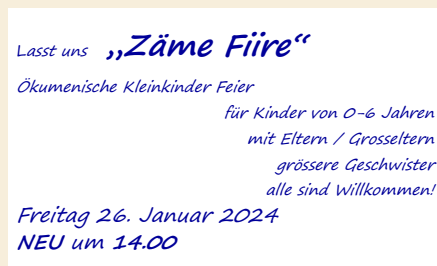 Lasst uns „Zäme Fiire“
Ökumenische Kleinkinder Feier
für Kinder von 0-6 Jahren
mit Eltern / Grosseltern
grössere Geschwister
alle sind Willkommen!
Freitag 26. Januar 2024
NEU um 14.00